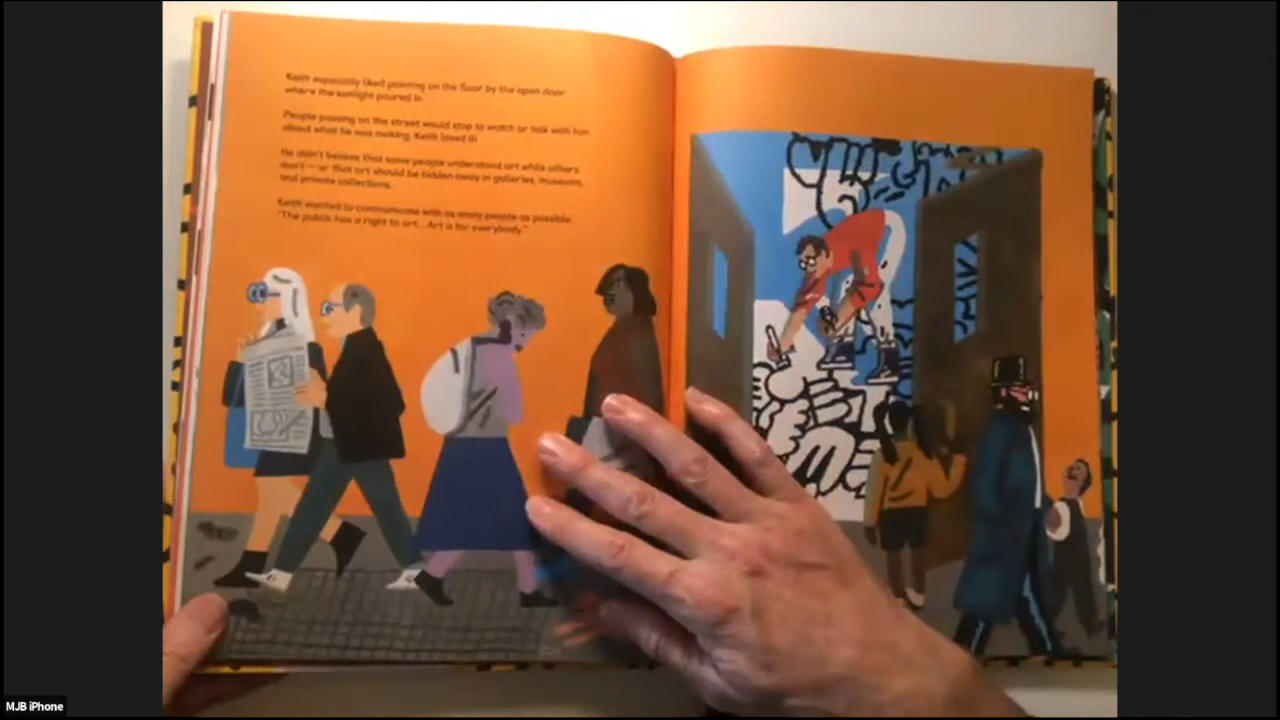 Keith especially liked painting on the floor by the open door
where the sunlight poured in.
People passing on the street would stop to watch or talk with him
about what he was making. Keith loved it!
He didn't believe that some people understand art while others
don't — or that art should be hidden away in galleries, museums,
and private collections.
Keith wanted to communicate with as many people as possible.
"The public has a right to art... Art is for everybody."
MJB iPhone